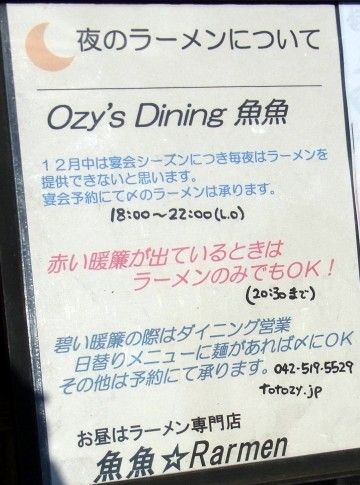 夜のラーメンについて
Ozy's Dining 魚魚
12月中は宴会シーズンにつき毎夜はラーメンを
提供できないと思います。
宴会予約にて〆のラーメンは承ります。
18:00〜22:00(L.O)
赤い暖簾が出ているときは
ラーメンのみでもOK!
(20:30まで)
碧い暖簾の際はダイニング営業
日替りメニューに麺があれば〆にOK
その他は予約にて承ります。042-519-5529
totozy.jp
お昼はラーメン専門店
魚魚☆Rarmen